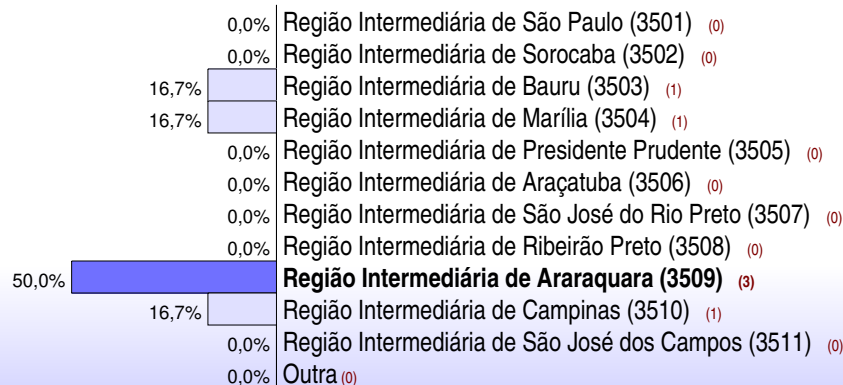 0,0% Região Intermediária de São Paulo (3501) (0)
0,0% Região Intermediária de Sorocaba (3502) (0)
16,7% Região Intermediária de Bauru (3503) (1)
16,7% Região Intermediária de Marília (3504) (1)
0,0% Região Intermediária de Presidente Prudente (3505) (0)
0,0% Região Intermediária de Araçatuba (3506) (0)
0,0% Região Intermediária de São José do Rio Preto (3507) (0)
0,0% Região Intermediária de Ribeirão Preto (3508) (0)
50,0% Região Intermediária de Araraquara (3509) (3)
16,7% Região Intermediária de Campinas (3510) (1)
0,0% Região Intermediária de São José dos Campos (3511) (0)
0,0% Outra (0)